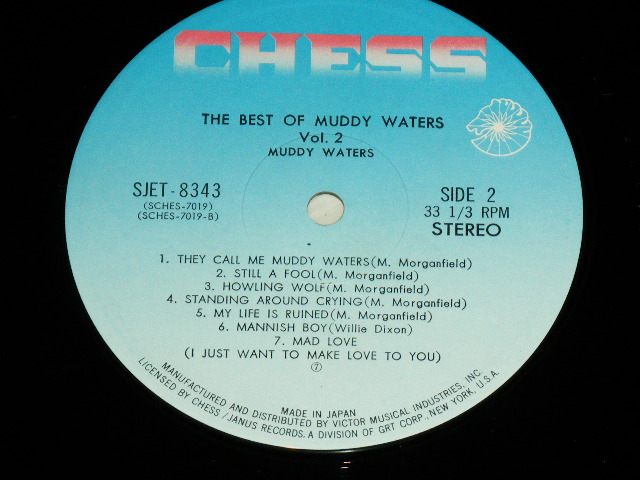 CHESS
THE BEST OF MUDDY WATERS
Vol. 2
MUDDY WATERS
SJET-8343
(SCHES-7019)
(SCHES-7019-B)
SIDE 2
33 1/3 RPM
STEREO
1. THEY CALL ME MUDDY WATERS(M. Morganfield)
2. STILL A FOOL(M. Morganfield)
3. HOWLING WOLF(M. Morganfield)
4. STANDING AROUND CRYING(M. Morganfield)
5. MY LIFE IS RUINED(M. Morganfield)
6. MANNISH BOY(Willie Dixon)
7. MAD LOVE
(I JUST WANT TO MAKE LOVE TO YOU)
⑦
MADE IN JAPAN
MANUFACTURED AND DISTRIBUTED BY VICTOR MUSICAL INDUSTRIES, INC.
LICENSED BY CHESS/JANUS RECORDS. A DIVISION OF GRT CORP., NEW YORK, U.S.A.